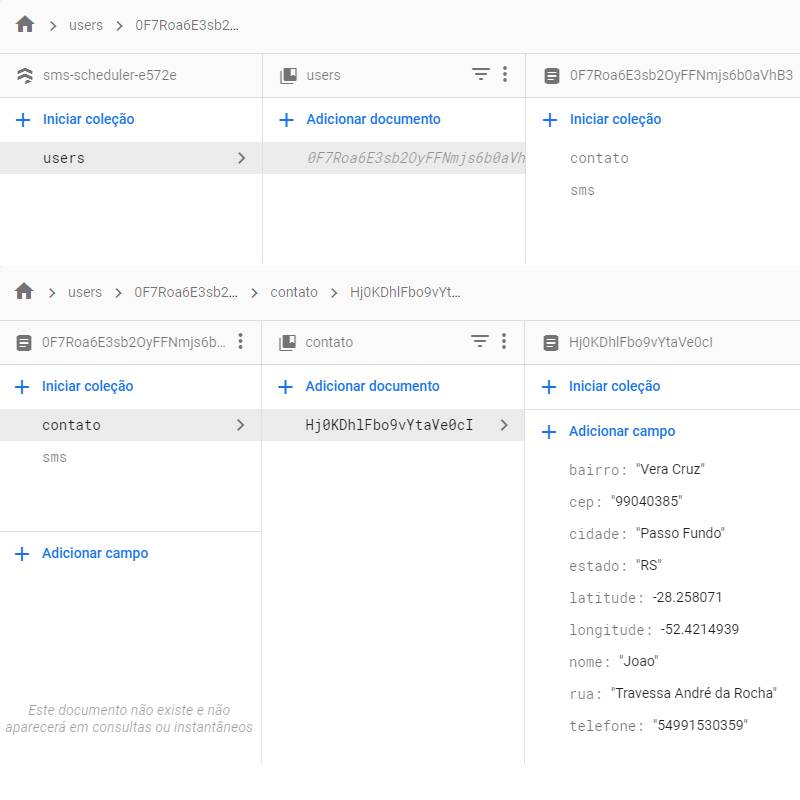 users 0F7Roa6E3sb2...
sms-scheduler-e572e
users
0F7Roa6E3sb2OyFFNmjs6b0aVhB3
Iniciar coleção
Adicionar documento
Iniciar coleção
users
0F7Roa6E3sb2OyFFNmjs6b0aVh
contato
sms
users 0F7Roa6E3sb2... contato Hj0KDhlFbo9vYt...
0F7Roa6E3sb2OyFFNmjs6b...
contato
Hj0KDhlFbo9vYtaVe0cI
Iniciar coleção
Adicionar documento
Iniciar coleção
contato
sms
Hj0KDhlFbo9vYtaVe0cI
Adicionar campo
bairro: "Vera Cruz"
cep: "99040385"
cidade: "Passo Fundo"
estado: "RS"
latitude: -28.258071
longitude: -52.4214939
nome: "Joao"
rua: "Travessa André da Rocha"
telefone: "54991530359"
Adicionar campo
Este documento não existe e não
aparecerá em consultas ou instantâneos